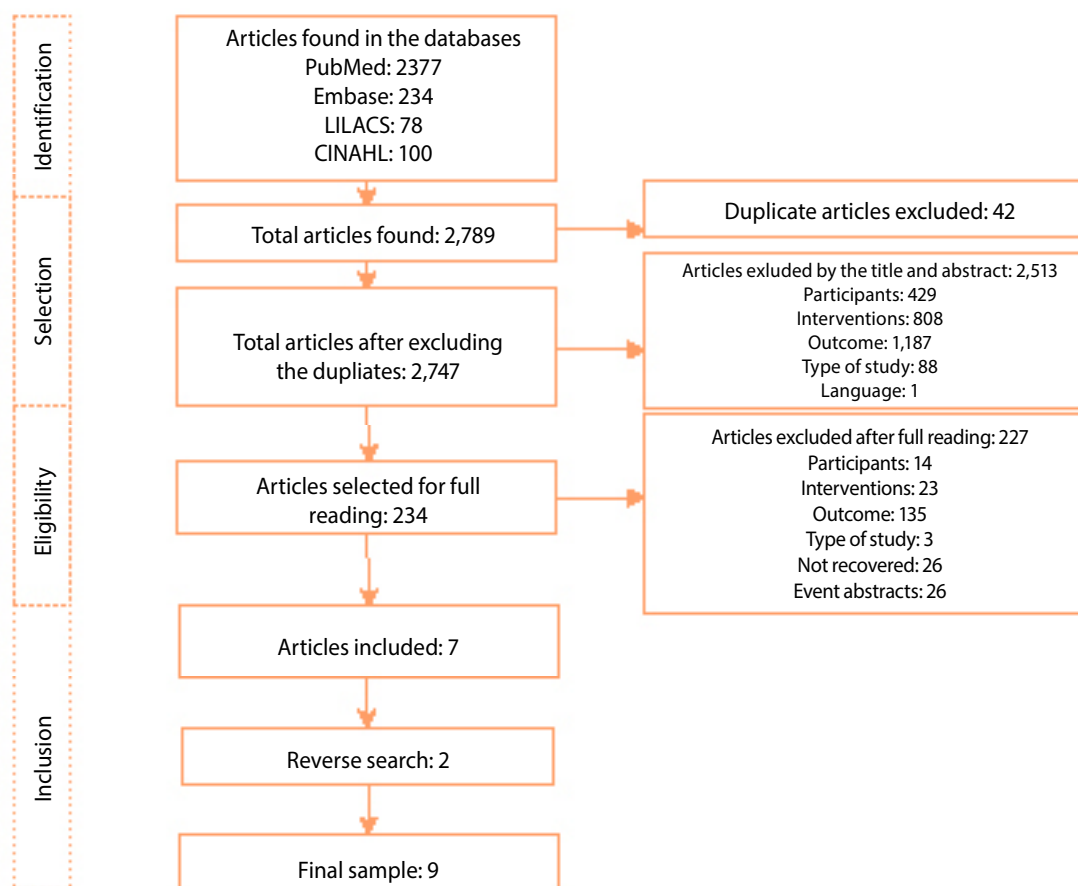 Identification
Articles found in the databases
PubMed: 2377
Embase: 234
LILACS: 78
CINAHL: 100
Selection
Total articles found: 2,789
Duplicate articles excluded: 42
Total articles after excluding
the dupliates: 2,747
Articles exluded by the title and abstract: 2,513
Participants: 429
Interventions: 808
Outcome: 1,187
Type of study: 88
Language: 1
Eligibility
Articles selected for full
reading: 234
Articles excluded after full reading: 227
Participants: 14
Interventions: 23
Outcome: 135
Type of study: 3
Not recovered: 26
Event abstracts: 26
Inclusion
Articles included: 7
Reverse search: 2
Final sample: 9